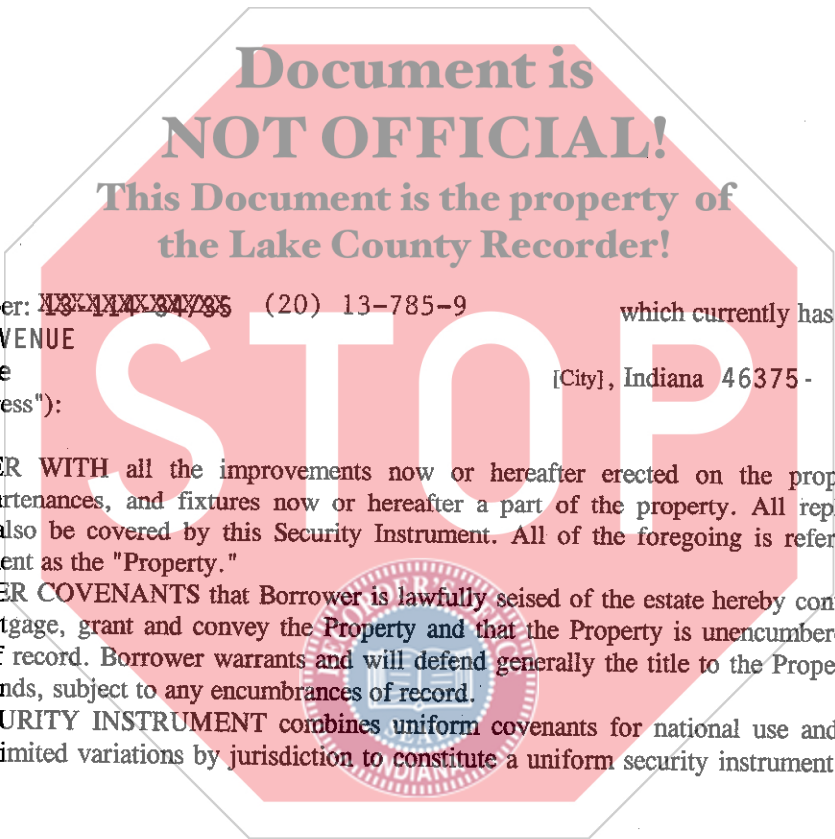 Document is
NOT OFFICIAL!
This Document is the property of
the Lake County Recorder!
er: (20) 13-785-9 which currently has
VENUE
e [City], Indiana 46375-
ess"):
STOP
ER WITH all the improvements now or hereafter erected on the prop
rtenances, and fixtures now or hereafter a part of the property. All rep
also be covered by this Security Instrument. All of the foregoing is refer
ent as the "Property."
ER COVENANTS that Borrower is lawfully seised of the estate hereby con
tgage, grant and convey the Property and that the Property is unencumber
f record. Borrower warrants and will defend generally the title to the Prope
nds, subject to any encumbrances of record.
URITY INSTRUMENT combines uniform covenants for national use and
imited variations by jurisdiction to constitute a uniform security instrument
SEAL
INDIANA